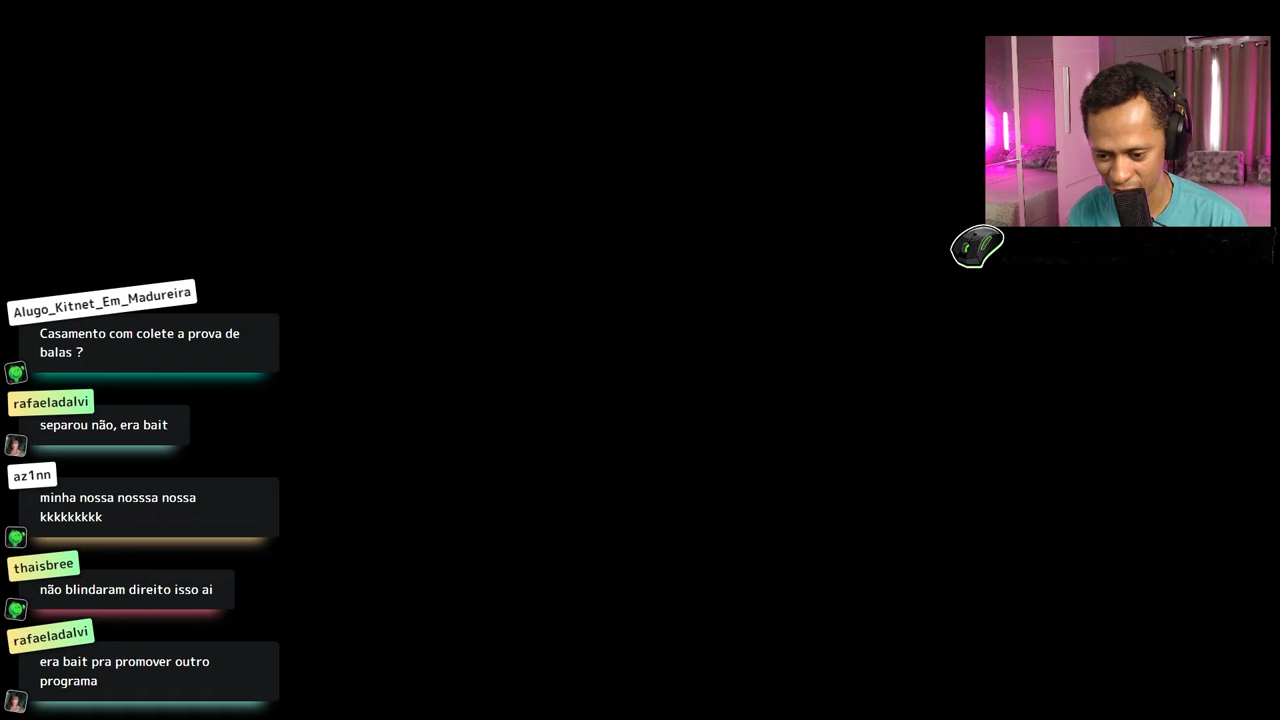 Alugo_Kitnet_Em_Madureira
Casamento com colete a prova de
balas ?
rafaeladalvi
separou não, era bait
az1nn
minha nossa nosssa nossa
kkkkkkkkk
thaisbree
não blindaram direito isso ai
rafaeladalvi
era bait pra promover outro
programa